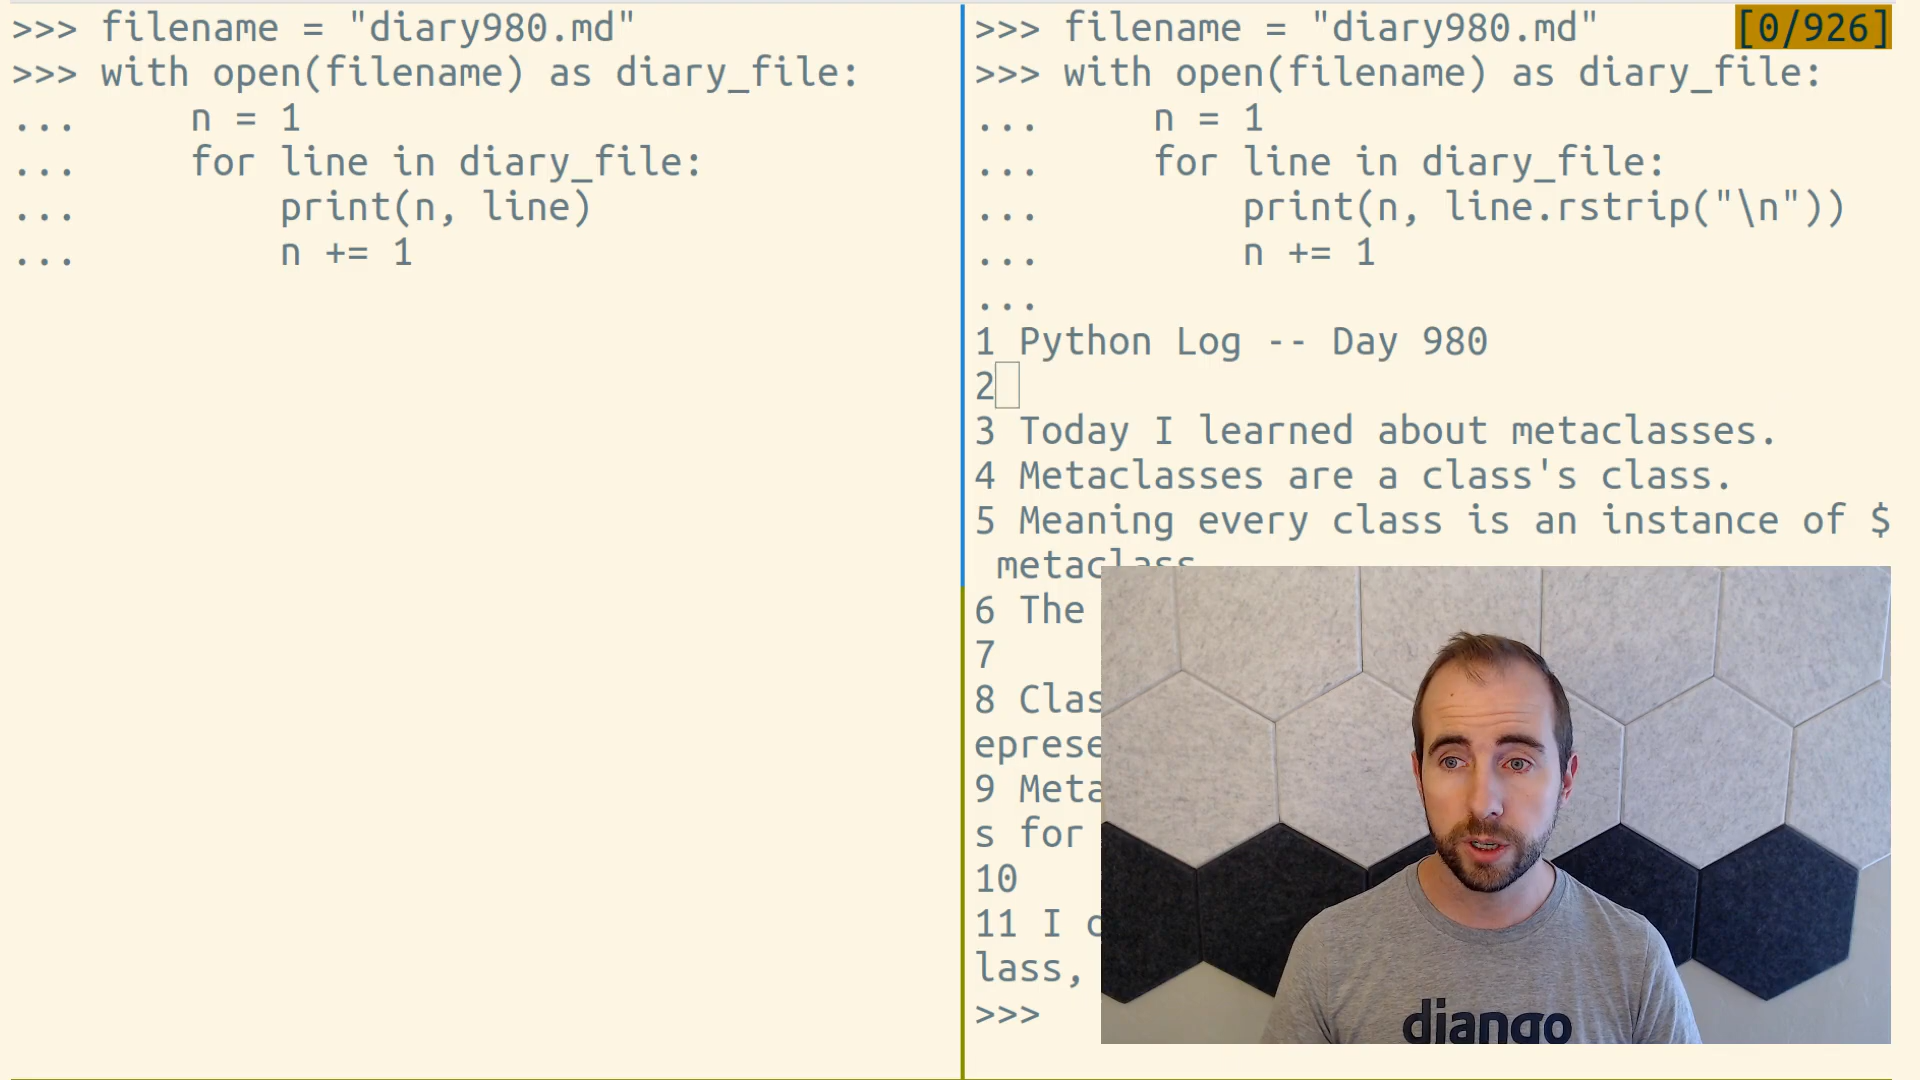 >>> filename = "diary980.md"
>>> with open(filename) as diary_file:
...     n = 1
...     for line in diary_file:
...         print(n, line)
...         n += 1
>>> filename = "diary980.md"
[0/926]
>>> with open(filename) as diary_file:
...     n = 1
...     for line in diary_file:
...         print(n, line.rstrip("\n"))
...         n += 1
...
1 Python Log -- Day 980
2
3 Today I learned about metaclasses.
4 Metaclasses are a class's class.
5 Meaning every class is an instance of $
metaclass
6 The
7
8 Clas
eprese
9 Meta
s for
10
11 I
lass,
>>>
django